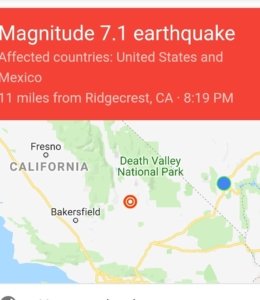 Magnitude 7.1 earthquake
Affected countries: United States and
Mexico
11 miles from Ridgecrest, CA · 8:19 PM
Fresno
CALIFORNIA
Death Valley
National Park
Bakersfield